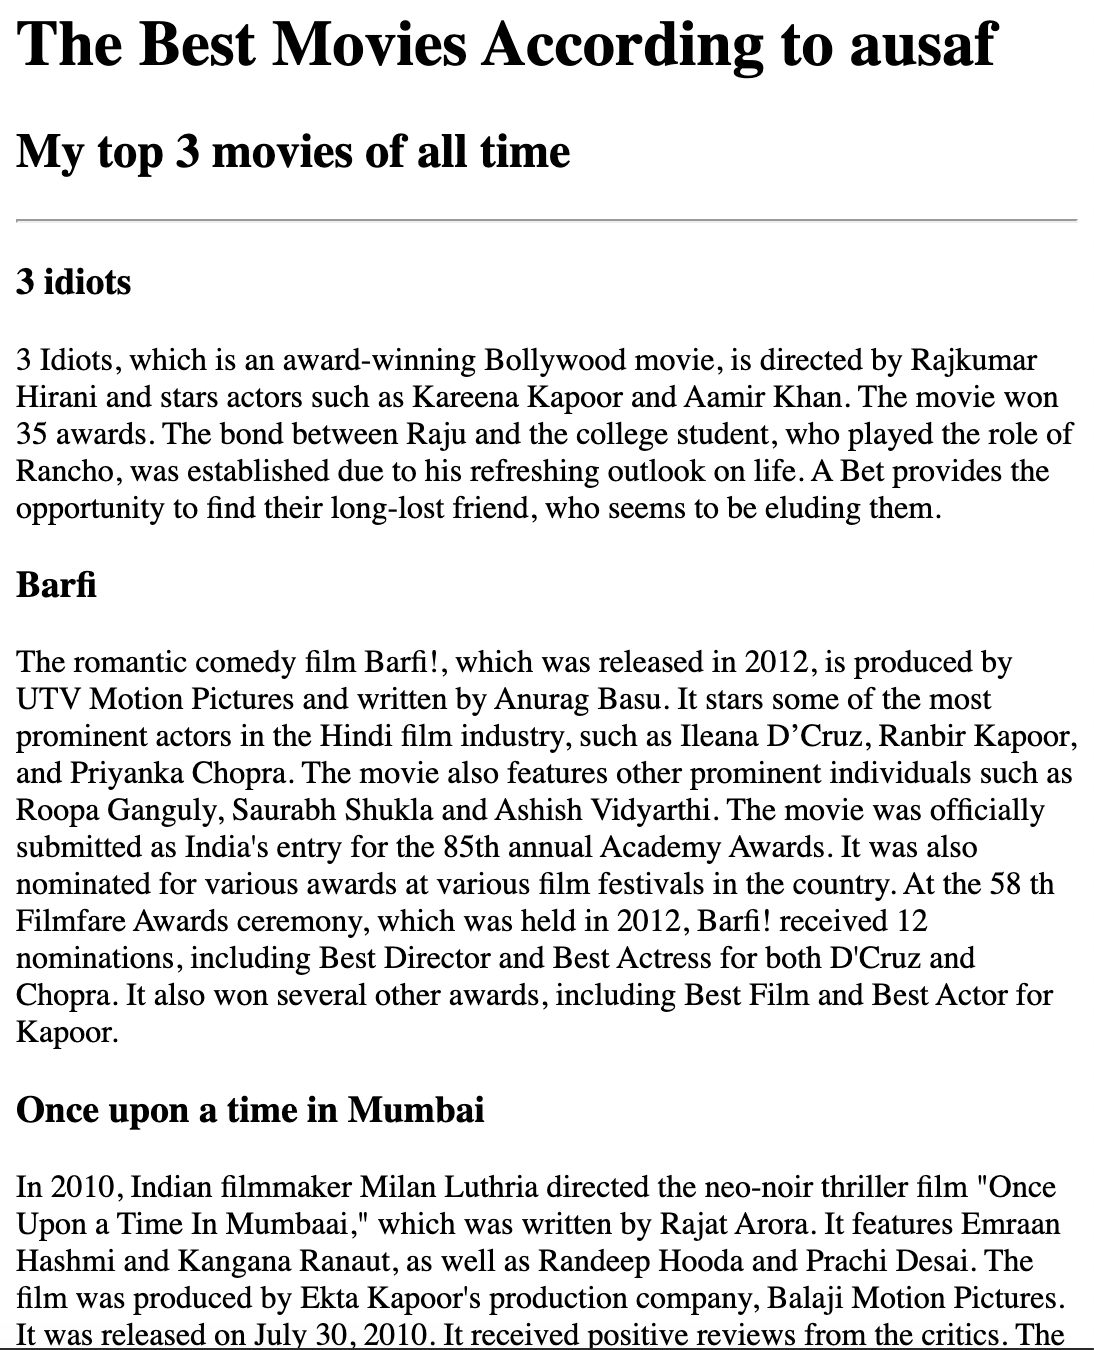 The Best Movies According to ausaf
My top 3 movies of all time
3 idiots
3 Idiots, which is an award-winning Bollywood movie, is directed by Rajkumar
Hirani and stars actors such as Kareena Kapoor and Aamir Khan. The movie won
35 awards. The bond between Raju and the college student, who played the role of
Rancho, was established due to his refreshing outlook on life. A Bet provides the
opportunity to find their long-lost friend, who seems to be eluding them.
Barfi
The romantic comedy film Barfi!, which was released in 2012, is produced by
UTV Motion Pictures and written by Anurag Basu. It stars some of the most
prominent actors in the Hindi film industry, such as Ileana D’Cruz, Ranbir Kapoor,
and Priyanka Chopra. The movie also features other prominent individuals such as
Roopa Ganguly, Saurabh Shukla and Ashish Vidyarthi. The movie was officially
submitted as India's entry for the 85th annual Academy Awards. It was also
nominated for various awards at various film festivals in the country. At the 58 th
Filmfare Awards ceremony, which was held in 2012, Barfi! received 12
nominations, including Best Director and Best Actress for both D'Cruz and
Chopra. It also won several other awards, including Best Film and Best Actor for
Kapoor.
Once upon a time in Mumbai
In 2010, Indian filmmaker Milan Luthria directed the neo-noir thriller film "Once
Upon a Time In Mumbaai," which was written by Rajat Arora. It features Emraan
Hashmi and Kangana Ranaut, as well as Randeep Hooda and Prachi Desai. The
film was produced by Ekta Kapoor's production company, Balaji Motion Pictures.
It was released on July 30, 2010. It received positive reviews from the critics. The